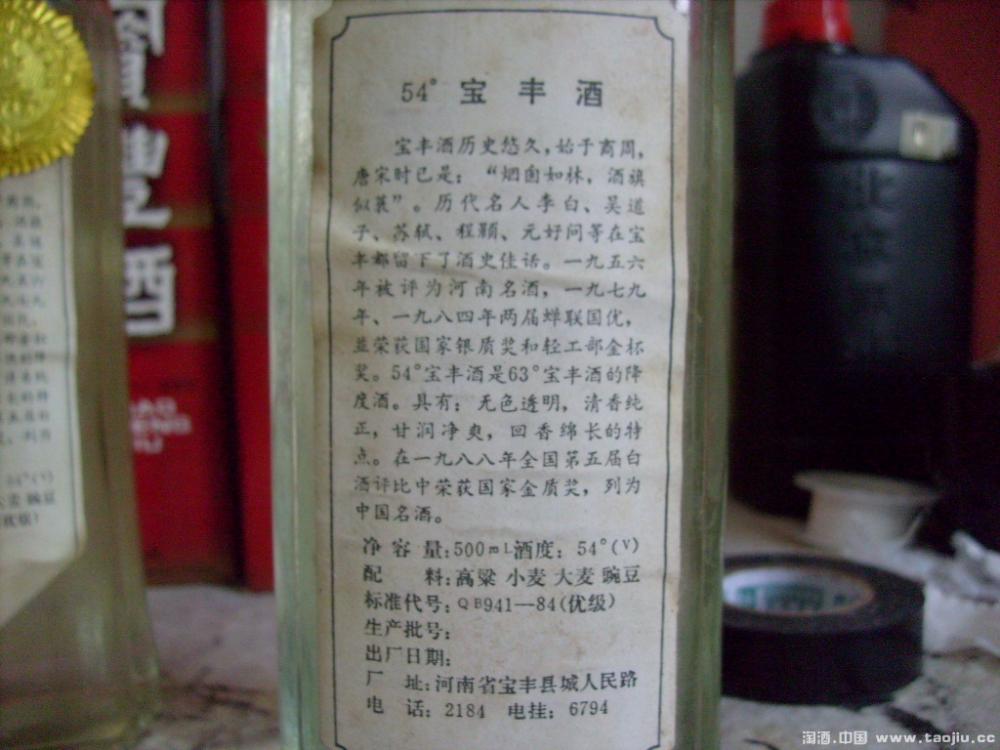 54° 宝丰酒
宝丰酒历史悠久,始于商周,
唐宋时已是:“烟囱如林,酒旗
似蓑”。历代名人李白、吴道
子、苏轼、程颢、元好问等在宝
丰都留下了酒史佳话。一九五六
年被评为河南名酒,一九七九
年、一九八四年两届蝉联国优,
并荣获国家银质奖和轻工部金杯
奖。54°宝丰酒是63°宝丰酒的降
度酒。具有:无色透明,清香纯
正,甘润净爽,回香绵长的特
点。在一九八八年全国第五届白
酒评比中荣获国家金质奖,列为
中国名酒。
净容量:500mL酒度:54°(V)
配料:高粱 小麦 大麦 豌豆
标准代号:QB941—84(优级)
生产批号:
出厂日期:
厂址:河南省宝丰县城人民路
电话:2184 电挂:6794
豐酒
淘酒.中国 www.taojiu.cc